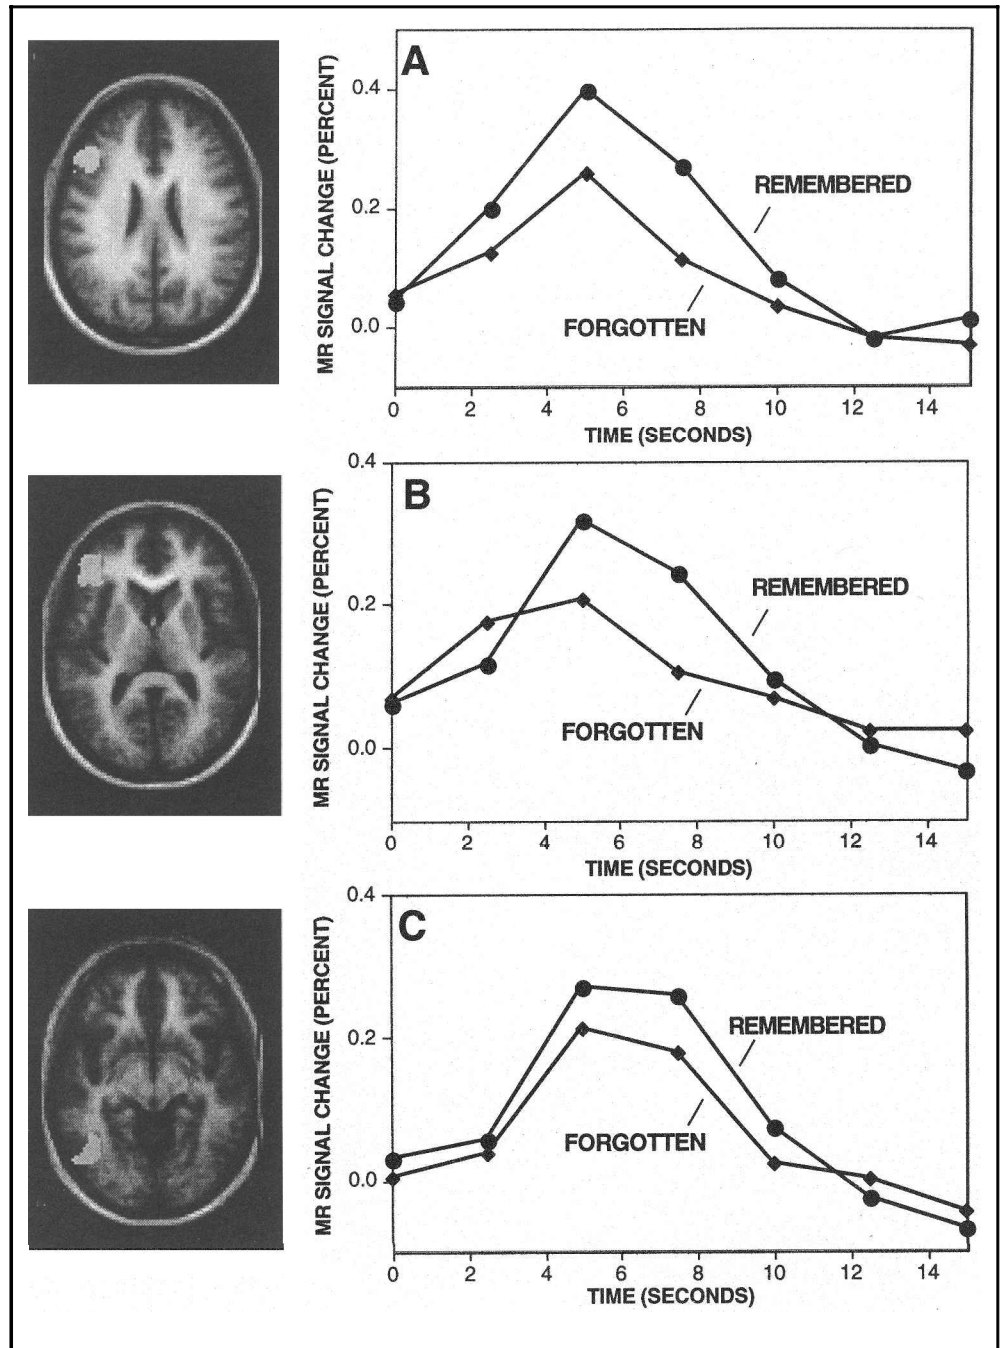 A
MR SIGNAL CHANGE (PERCENT)
0.4
0.2
0.0
REMEMBERED
FORGOTTEN
0 2 4 6 8 10 12 14
TIME (SECONDS)
B
MR SIGNAL CHANGE (PERCENT)
0.4
0.2
0.0
REMEMBERED
FORGOTTEN
0 2 4 6 8 10 12 14
TIME (SECONDS)
C
MR SIGNAL CHANGE (PERCENT)
0.4
0.2
0.0
REMEMBERED
FORGOTTEN
0 2 4 6 8 10 12 14
TIME (SECONDS)